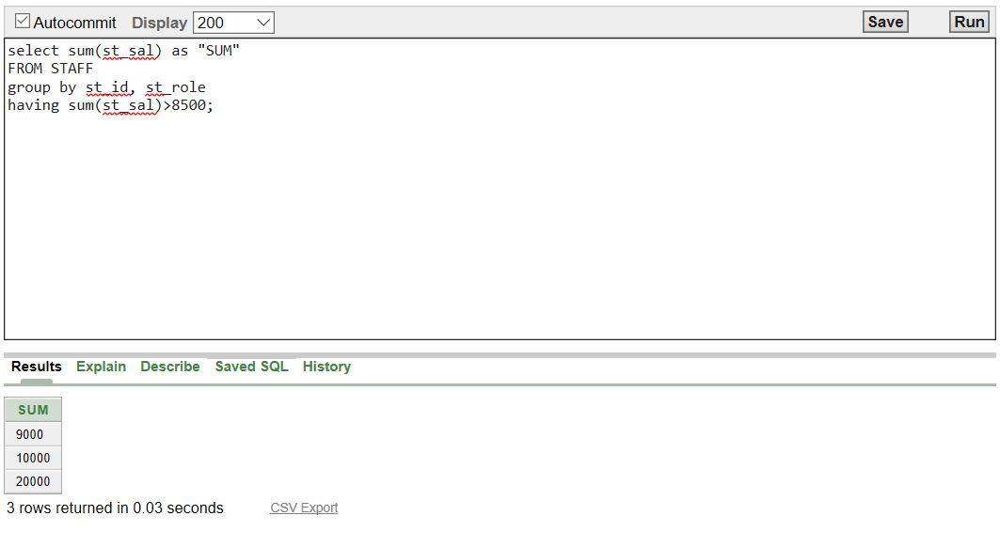 Autocommit Display 200 Save Run
select sum(st_sal) as "SUM"
FROM STAFF
group by st_id, st_role
having sum(st_sal)>8500;
Results Explain Describe Saved SQL History
SUM
9000
10000
20000
3 rows returned in 0.03 seconds CSV Export